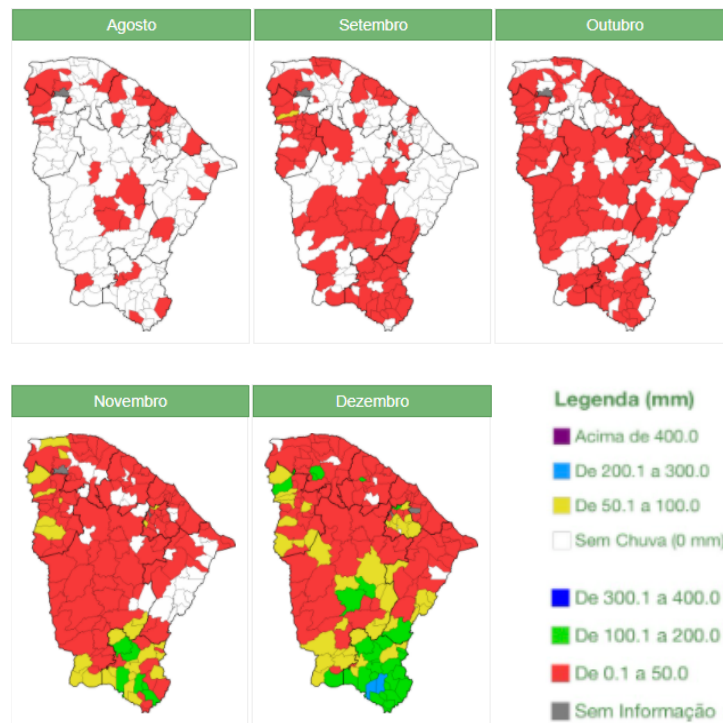 Agosto
Setembro
Outubro
Novembro
Dezembro
Legenda (mm)
Acima de 400.0
De 200.1 a 300.0
De 50.1 a 100.0
Sem Chuva (0 mm)
De 300.1 a 400.0
De 100.1 a 200.0
De 0.1 a 50.0
Sem Informação